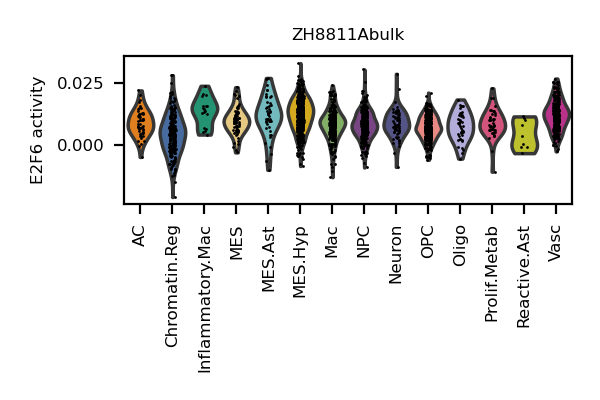 ZH8811Abulk
E2F6 activity
0.025
0.000
AC
Chromatin.Reg
Inflammatory.Mac
MES
MES.Ast
MES.Hyp
Mac
NPC
Neuron
OPC
Oligo
Prolif.Metab
Reactive.Ast
Vasc